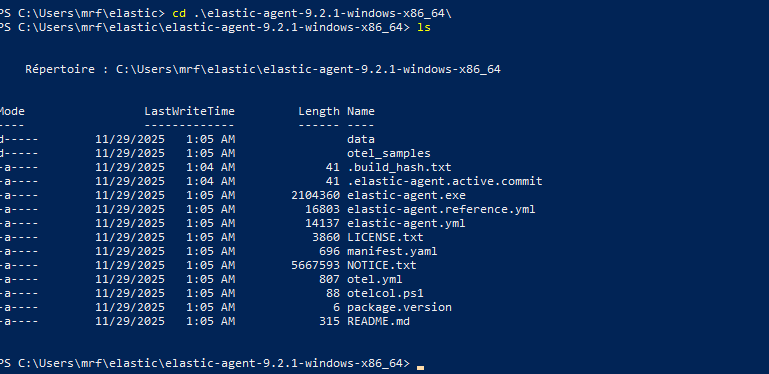 PS C:\Users\mrf\elastic> cd .\elastic-agent-9.2.1-windows-x86_64\
PS C:\Users\mrf\elastic\elastic-agent-9.2.1-windows-x86_64> ls
Répertoire : C:\Users\mrf\elastic\elastic-agent-9.2.1-windows-x86_64
Mode LastWriteTime Length Name
---- ------------- ------ ----
d----- 11/29/2025 1:05 AM data
d----- 11/29/2025 1:05 AM otel_samples
-a---- 11/29/2025 1:04 AM 41 .build_hash.txt
-a---- 11/29/2025 1:04 AM 41 .elastic-agent.active.commit
-a---- 11/29/2025 1:05 AM 2104360 elastic-agent.exe
-a---- 11/29/2025 1:05 AM 16803 elastic-agent.reference.yml
-a---- 11/29/2025 1:05 AM 14137 elastic-agent.yml
-a---- 11/29/2025 1:05 AM 3860 LICENSE.txt
-a---- 11/29/2025 1:05 AM 696 manifest.yaml
-a---- 11/29/2025 1:05 AM 5667593 NOTICE.txt
-a---- 11/29/2025 1:05 AM 807 otel.yml
-a---- 11/29/2025 1:05 AM 88 otelcol.ps1
-a---- 11/29/2025 1:05 AM 6 package.version
-a---- 11/29/2025 1:05 AM 315 README.md
PS C:\Users\mrf\elastic\elastic-agent-9.2.1-windows-x86_64>